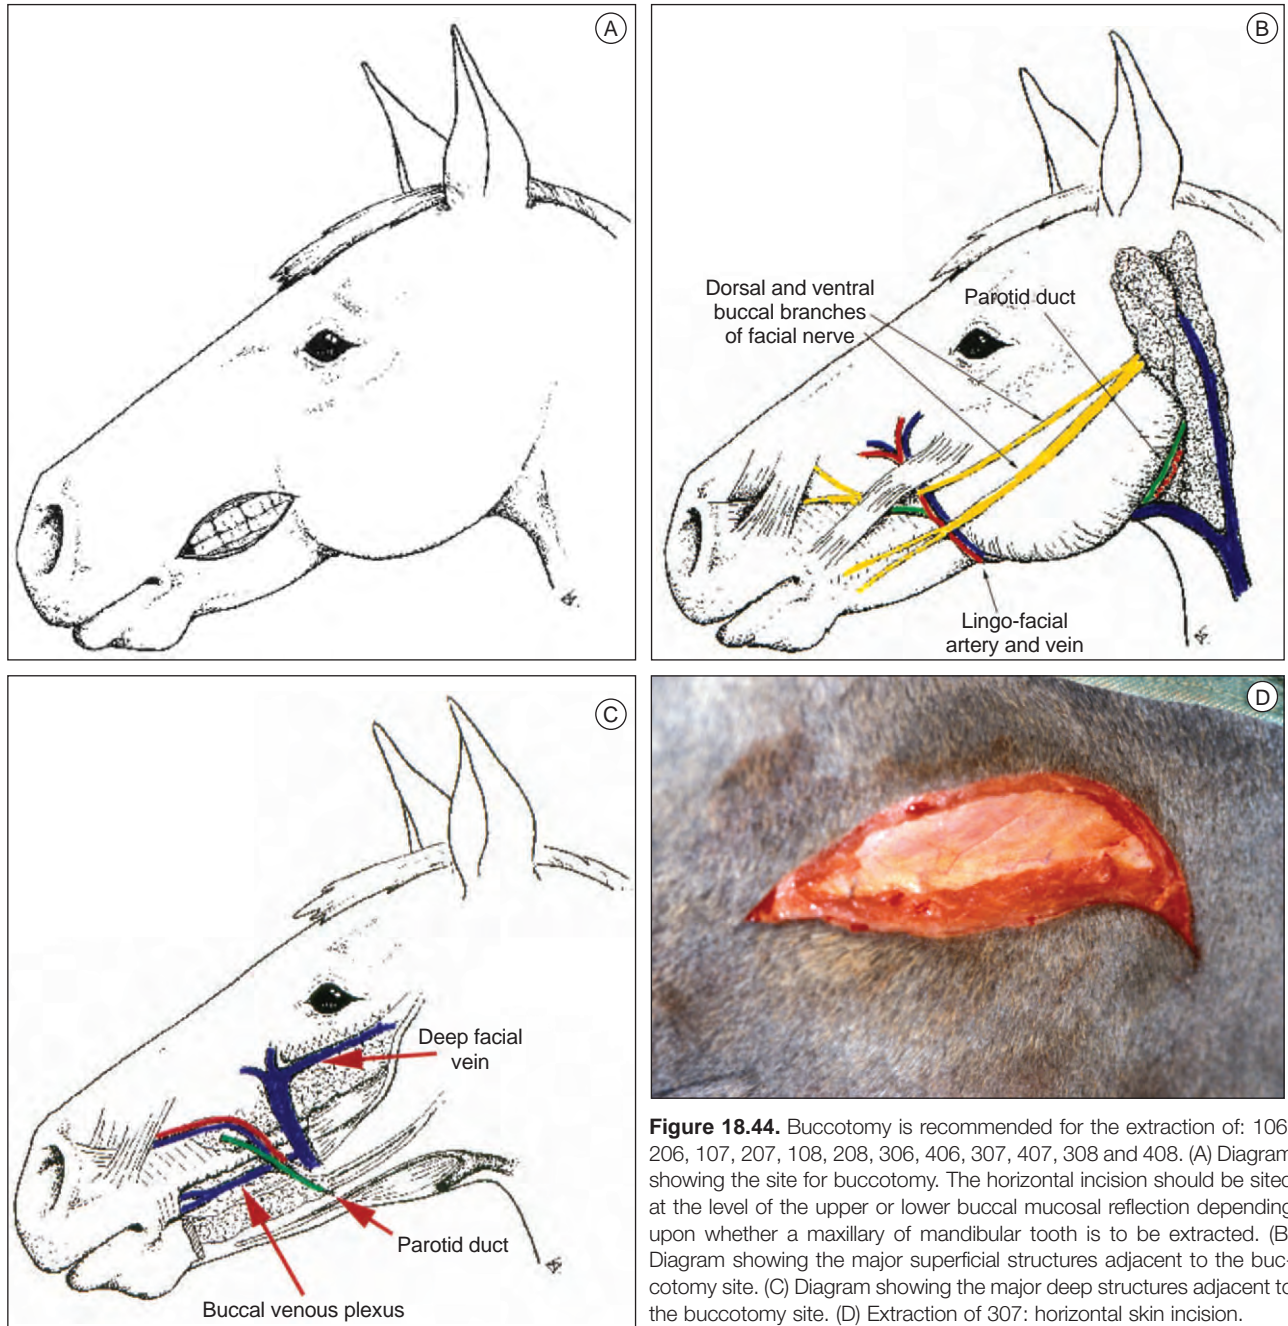 A
B
Dorsal and ventral
buccal branches
of facial nerve
Parotid duct
Lingo-facial
artery and vein
C
Deep facial
vein
Parotid duct
Buccal venous plexus
D
Figure 18.44. Buccotomy is recommended for the extraction of: 106
206, 107, 207, 108, 208, 306, 406, 307, 407, 308 and 408. (A) Diagram
showing the site for buccotomy. The horizontal incision should be sited
at the level of the upper or lower buccal mucosal reflection depending
upon whether a maxillary of mandibular tooth is to be extracted. (B
Diagram showing the major superficial structures adjacent to the buc-
cotomy site. (C) Diagram showing the major deep structures adjacent to
the buccotomy site. (D) Extraction of 307: horizontal skin incision.